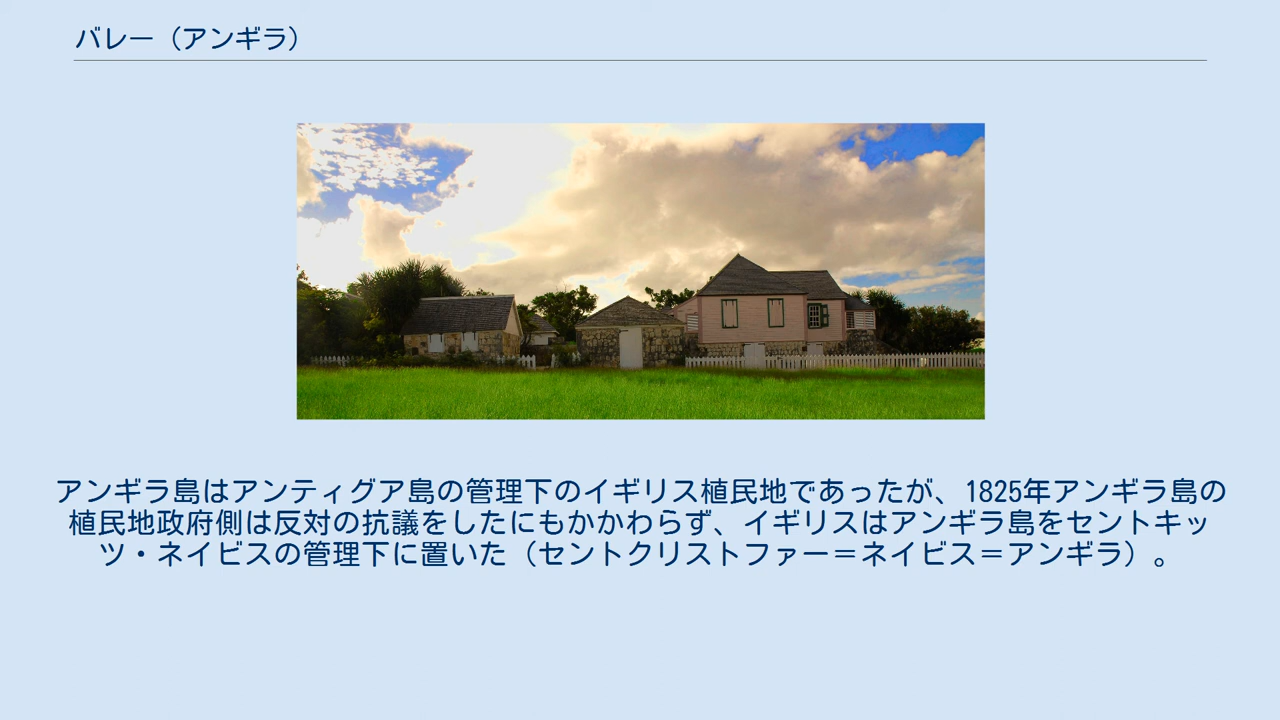 バレー（アンギラ）
アンギラ島はアンティグア島の管理下のイギリス植民地であったが、1825年アンギラ島の
植民地政府側は反対の抗議をしたにもかかわらず、イギリスはアンギラ島をセントキッ
ツ・ネイビスの管理下に置いた（セントクリストファー＝ネイビス＝アンギラ）。